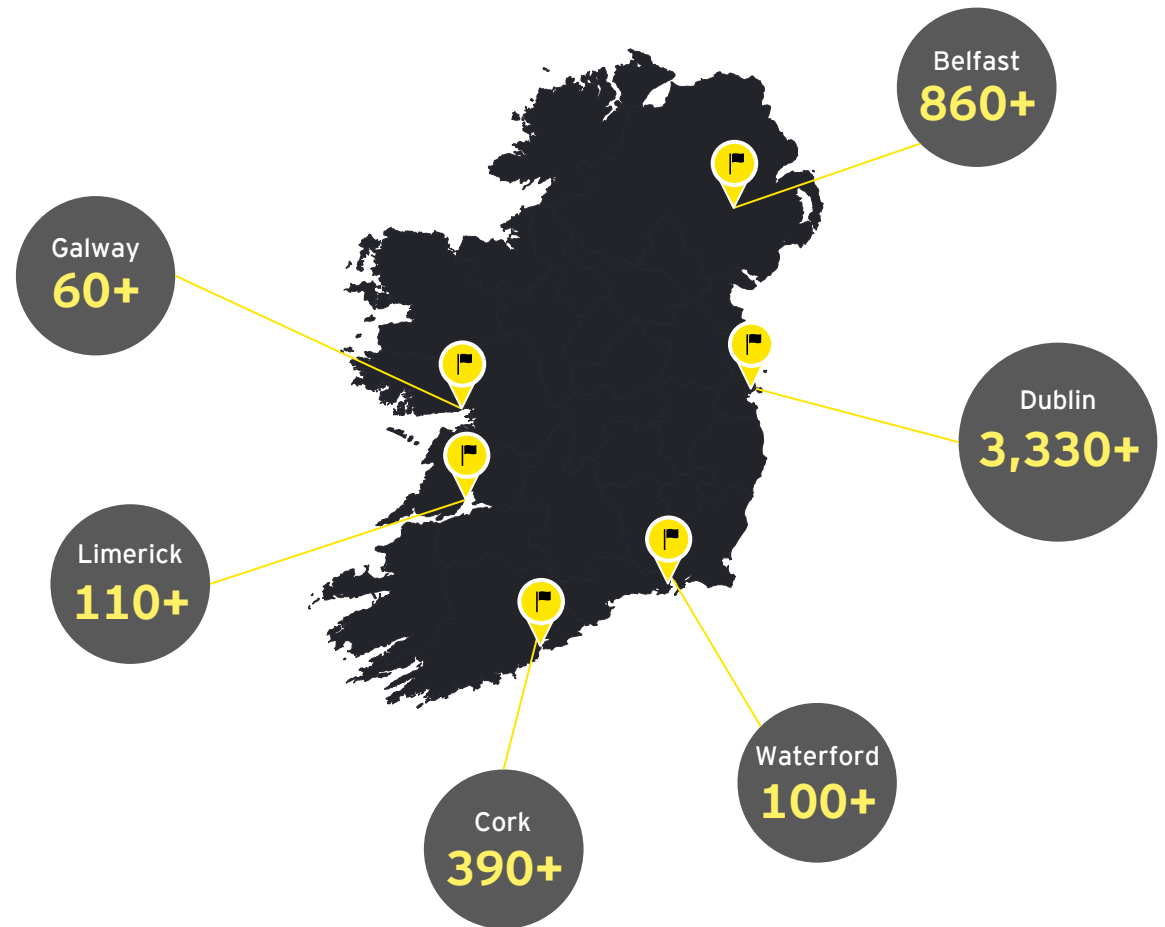 Belfast
860+
Galway
60+
Dublin
3,330+
Limerick
110+
Waterford
100+
Cork
390+